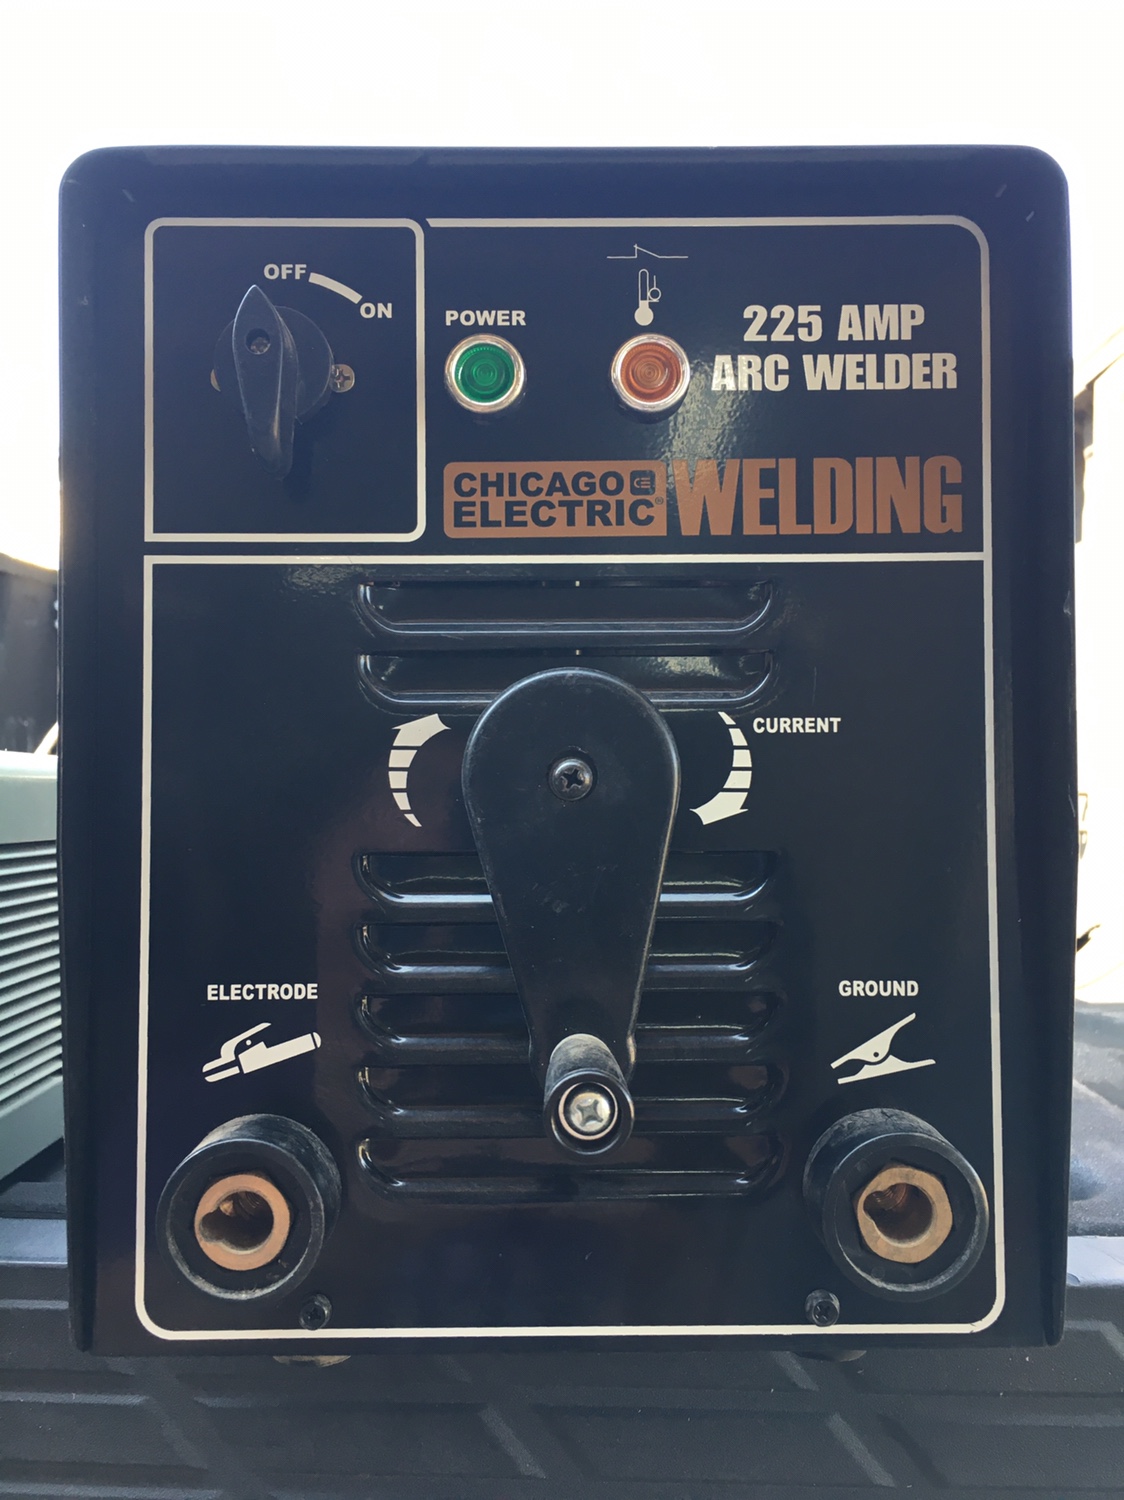 OFF
ON
POWER
225 AMP
ARC WELDER
CHICAGO
ELECTRIC®
WELDING
CURRENT
ELECTRODE
GROUND